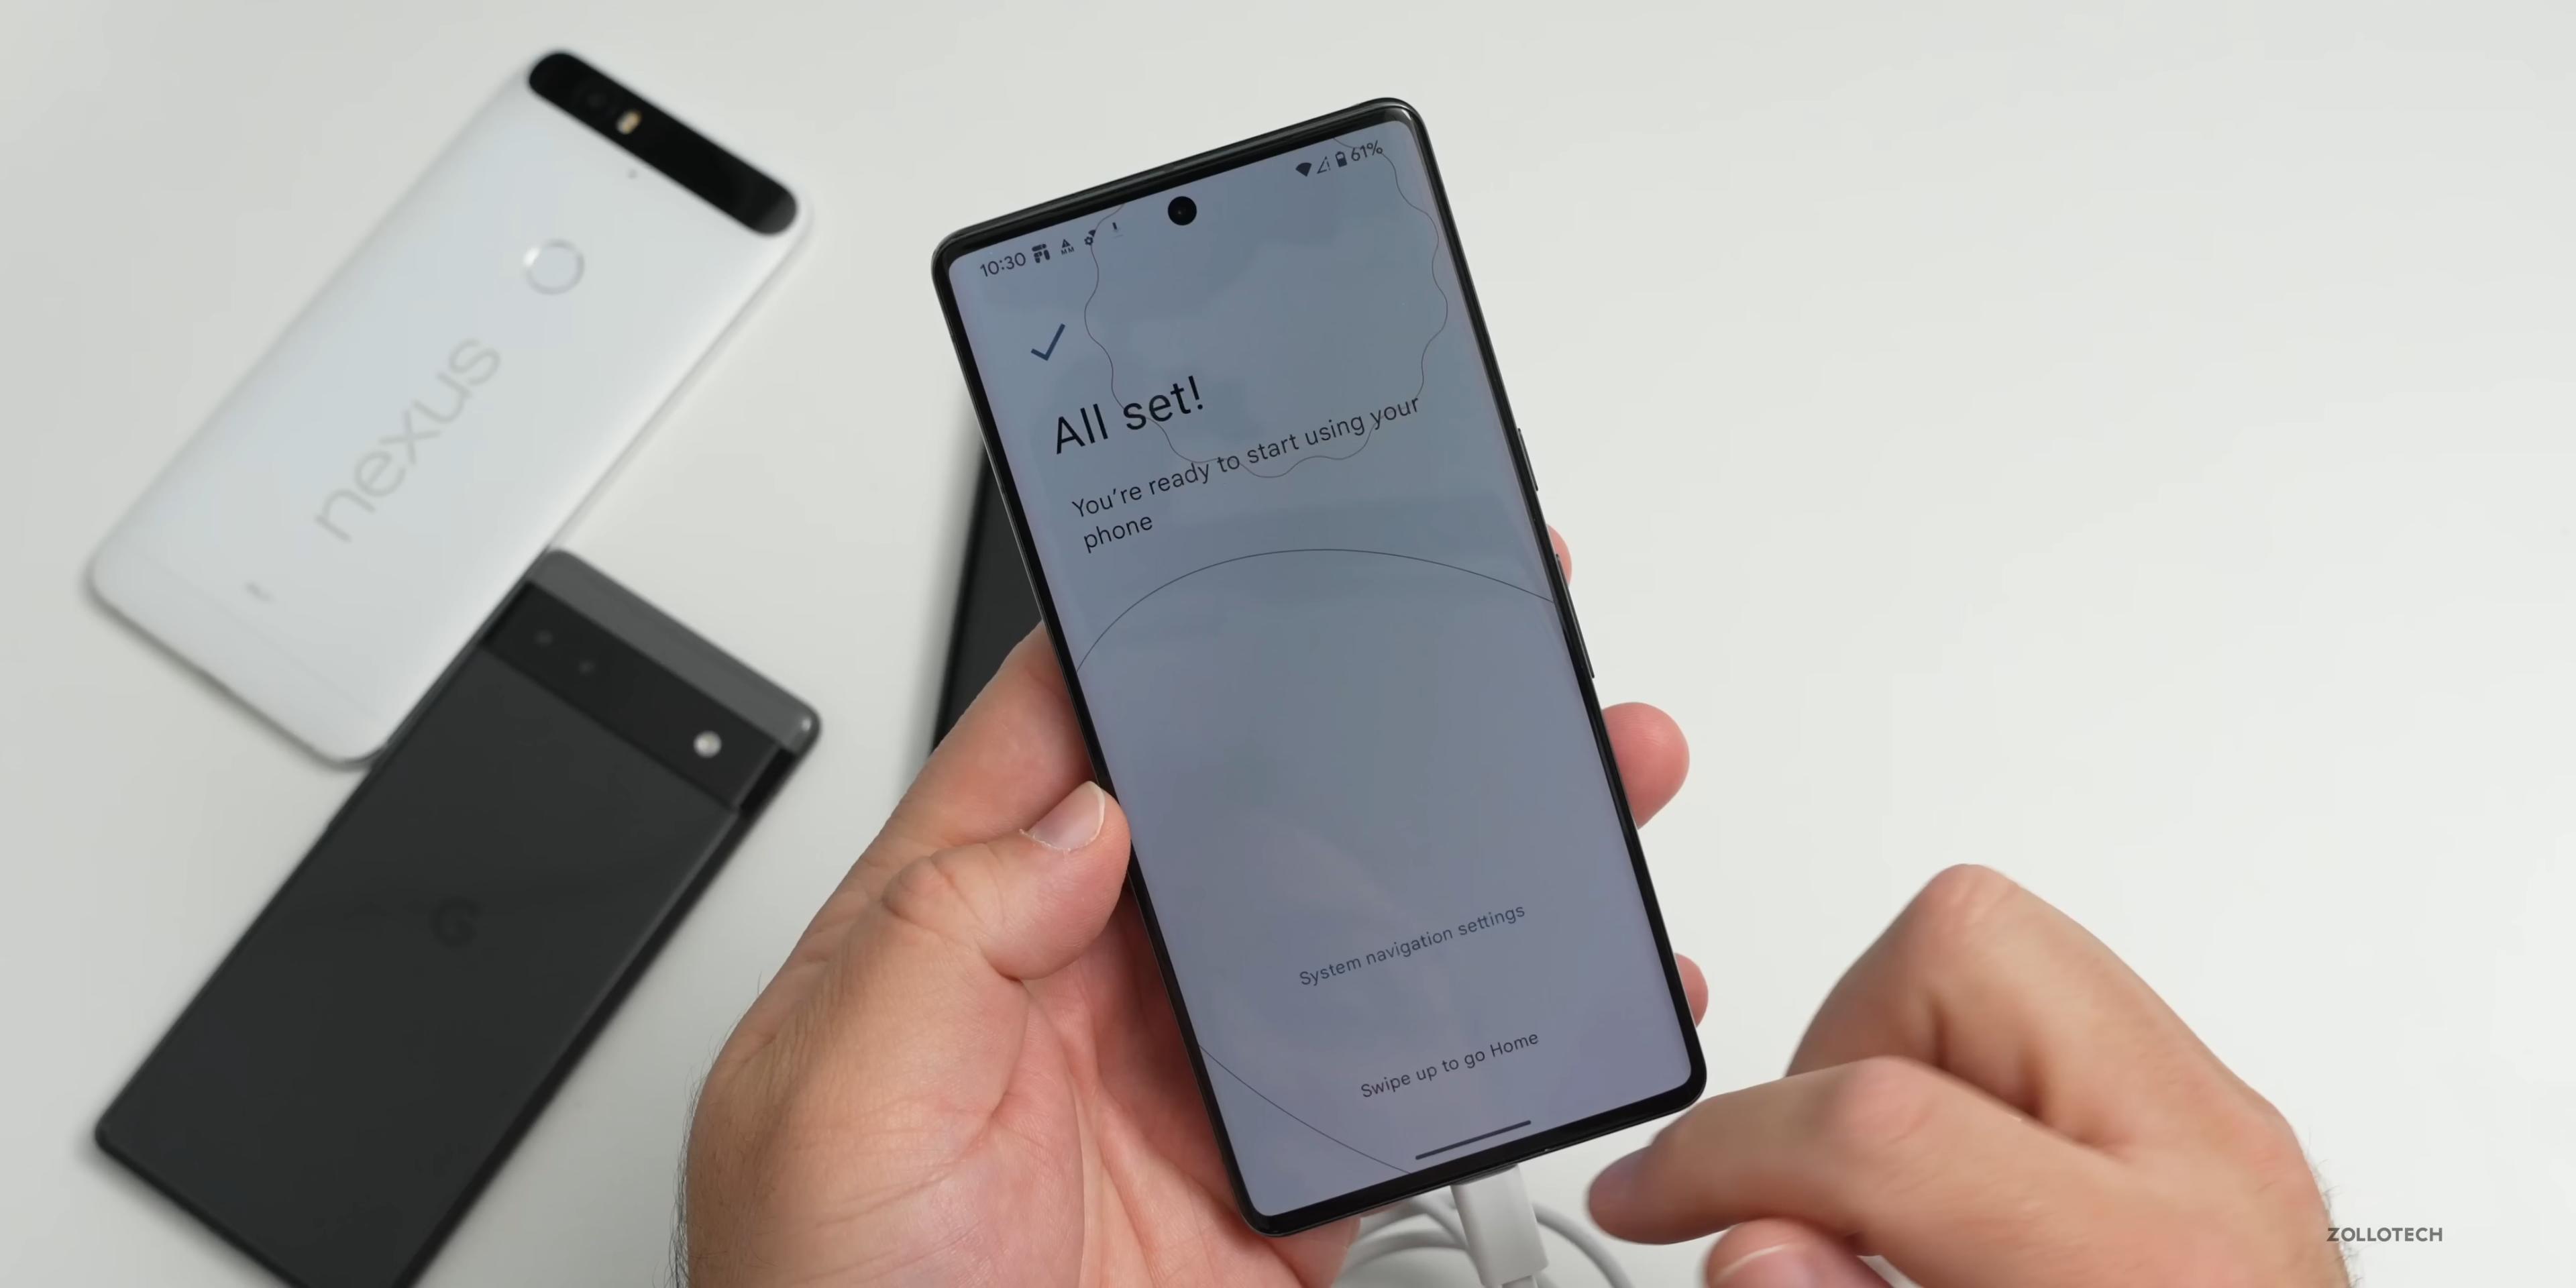 nexus
G
10:30
61%
All set!
You're ready to start using your
phone
System navigation settings
Swipe up to go Home
ZOLLOTECH